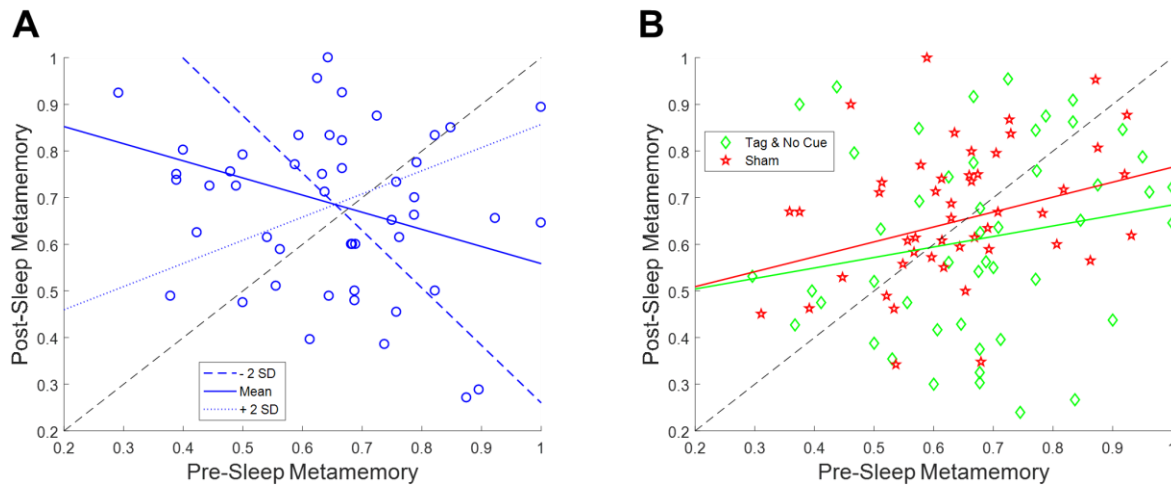 A
Post-Sleep Metamemory
1
0.9
0.8
0.7
0.6
0.5
0.4
0.3
0.2
- 2 SD
Mean
+ 2 SD
0.2 0.3 0.4 0.5 0.6 0.7 0.8 0.9 1
Pre-Sleep Metamemory
B
Post-Sleep Metamemory
1
0.9
0.8
0.7
0.6
0.5
0.4
0.3
0.2
Tag & No Cue
Sham
0.2 0.3 0.4 0.5 0.6 0.7 0.8 0.9 1
Pre-Sleep Metamemory